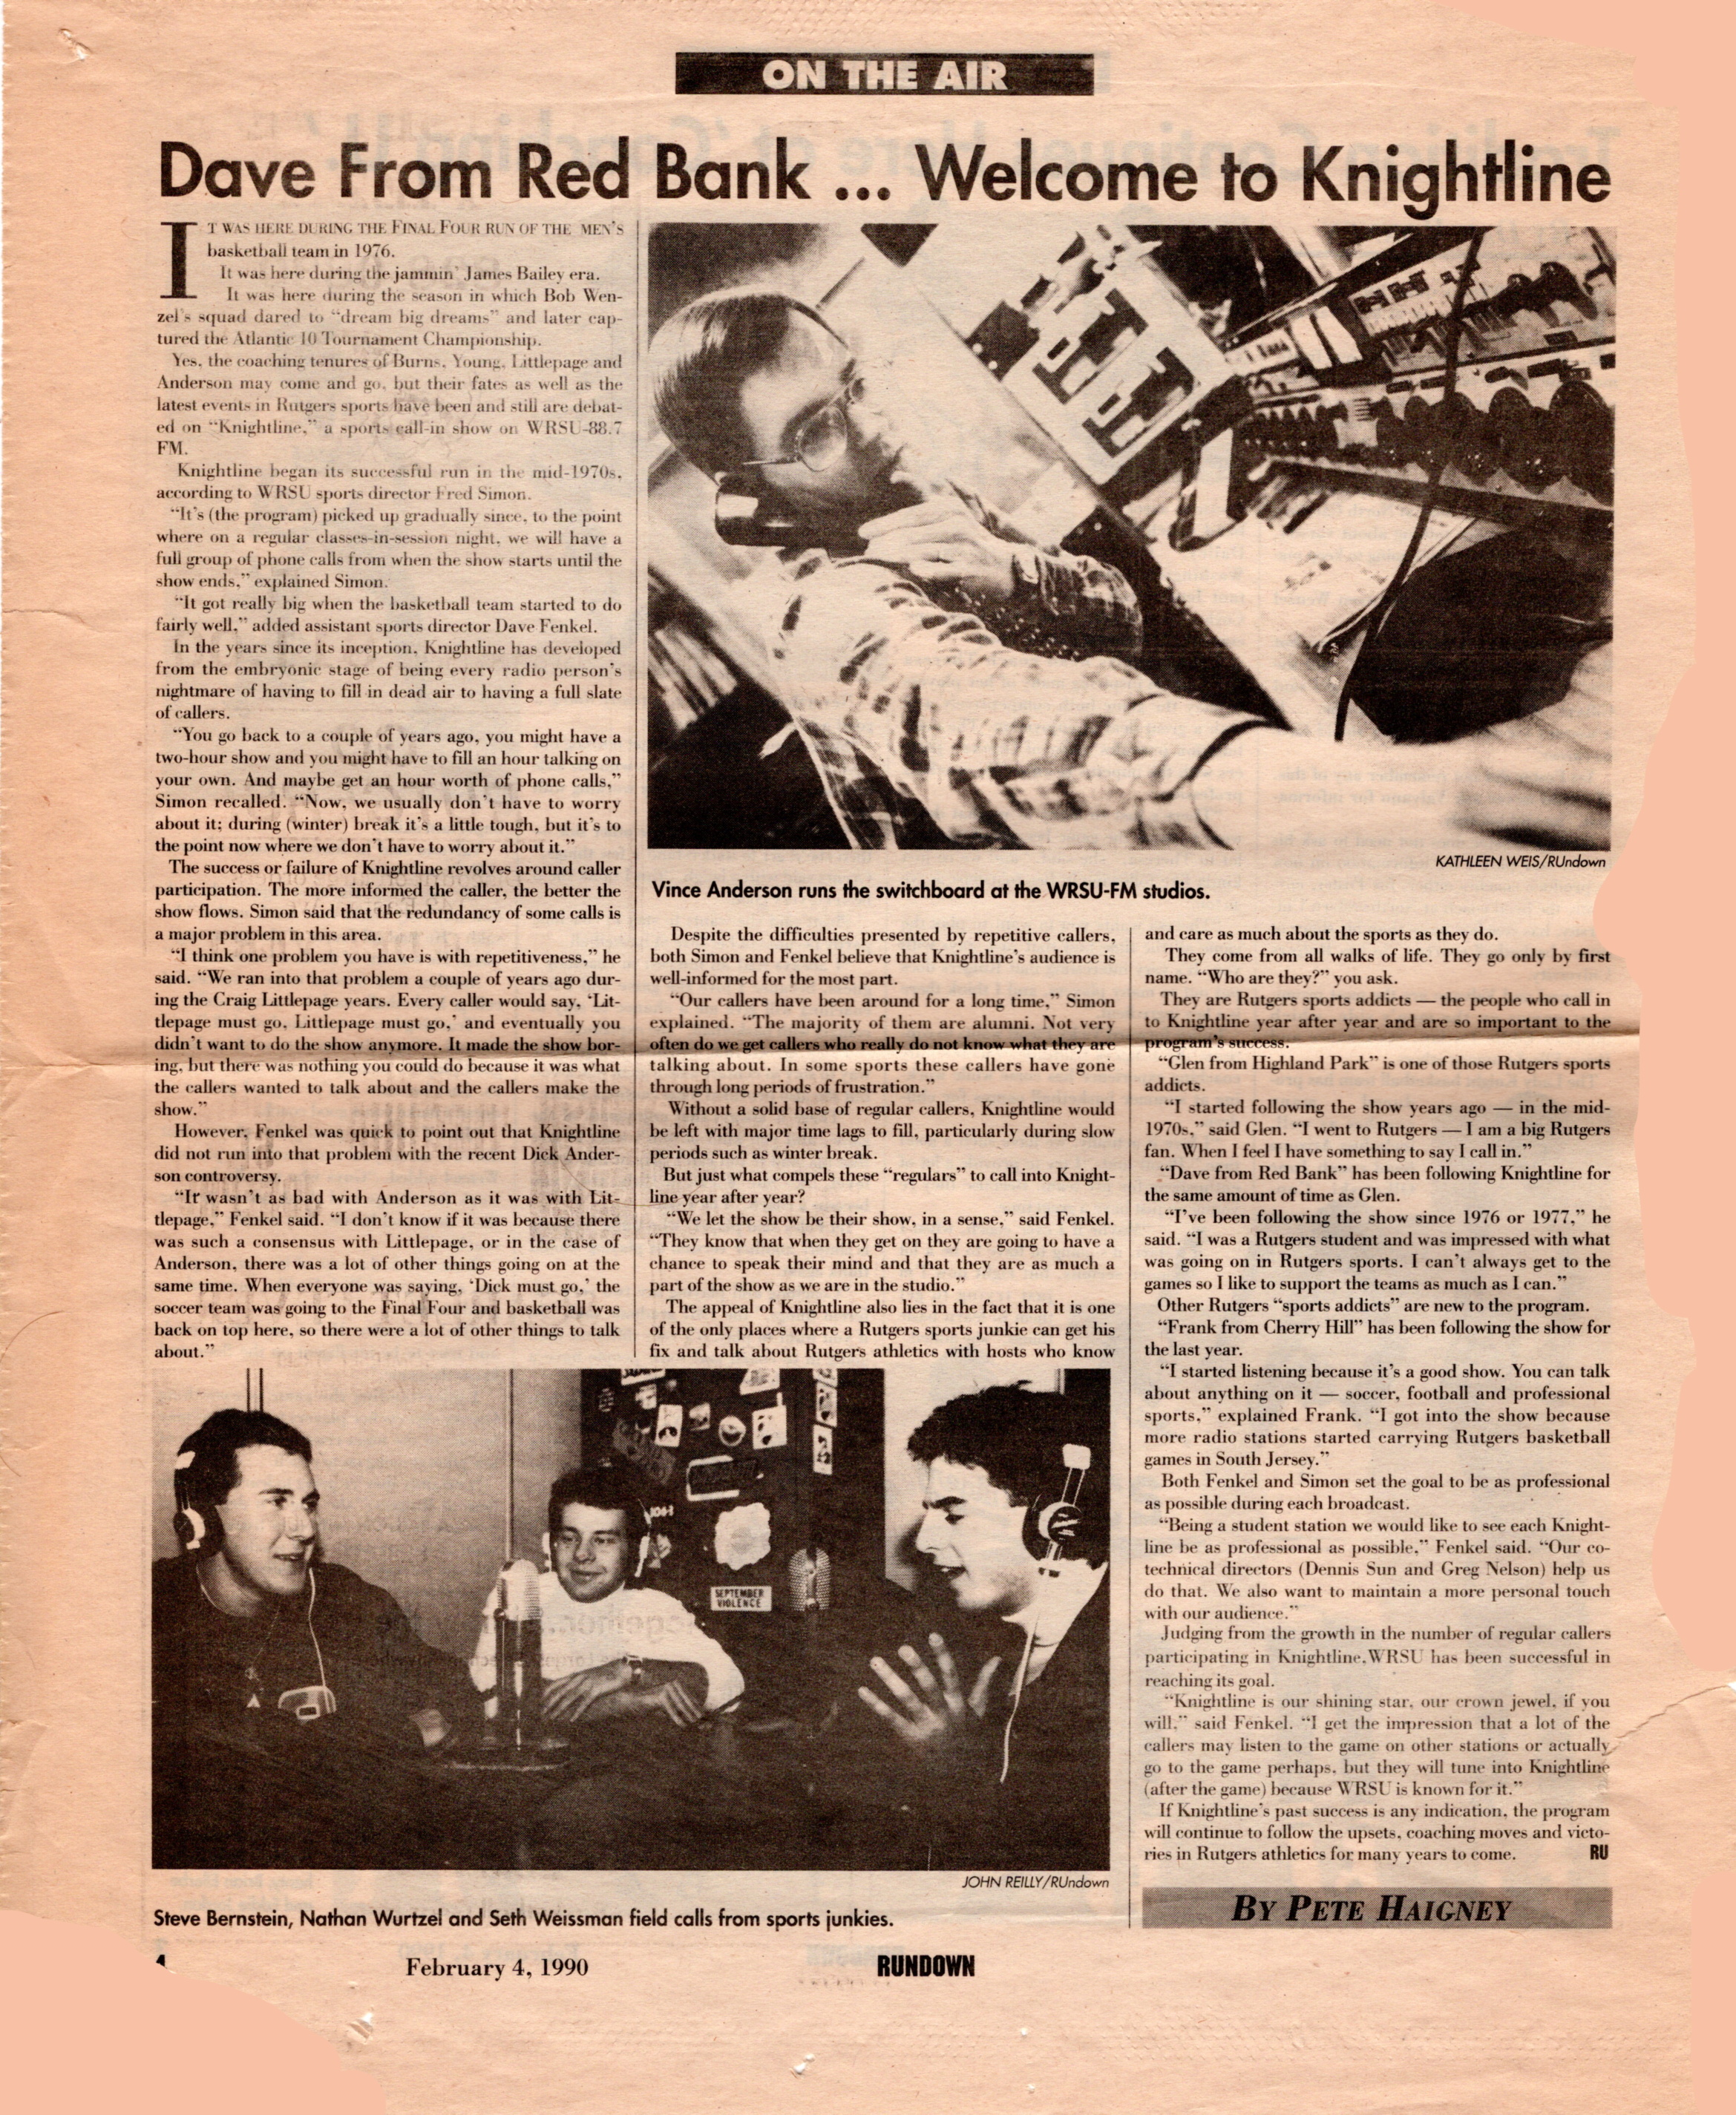 ON THE AIR
Dave From Red Bank ... Welcome to Knightline
IT WAS HERE DURING THE FINAL FOUR RUN OF THE MEN'S
basketball team in 1976.
It was here during the jammin' James Bailey era.
It was here during the season in which Bob Wen-
zel's squad dared to “dream big dreams” and later cap-
tured the Atlantic 10 Tournament Championship.
Yes, the coaching tenures of Burns, Young, Littlepage and
Anderson may come and go, but their fates as well as the
latest events in Rutgers sports have been and still are debat-
ed on “Knightline,” a sports call-in show on WRSU-88.7
FM.
Knightline began its successful run in the mid-1970s,
according to WRSU sports director Fred Simon.
“It's (the program) picked up gradually since, to the point
where on a regular classes-in-session night, we will have a
full group of phone calls from when the show starts until the
show ends,” explained Simon.
“It got really big when the basketball team started to do
fairly well,” added assistant sports director Dave Fenkel.
In the years since its inception, Knightline has developed
from the embryonic stage of being every radio person's
nightmare of having to fill in dead air to having a full slate
of callers.
“You go back to a couple of years ago, you might have a
two-hour show and you might have to fill an hour talking on
your own. And maybe get an hour worth of phone calls,”
Simon recalled. “Now, we usually don't have to worry
about it; during (winter) break it's a little tough, but it's to
the point now where we don't have to worry about it.”
The success or failure of Knightline revolves around caller
participation. The more informed the caller, the better the
show flows. Simon said that the redundancy of some calls is
a major problem in this area.
“I think one problem you have is with repetitiveness,” he
said. “We ran into that problem a couple of years ago dur-
ing the Craig Littlepage years. Every caller would say, ‘Lit-
tlepage must go, Littlepage must go,’ and eventually you
didn't want to do the show anymore. It made the show bor-
ing, but there was nothing you could do because it was what
the callers wanted to talk about and the callers make the
show.”
However, Fenkel was quick to point out that Knightline
did not run into that problem with the recent Dick Ander-
son controversy.
“It wasn't as bad with Anderson as it was with Lit-
tlepage,” Fenkel said. “I don't know if it was because there
was such a consensus with Littlepage, or in the case of
Anderson, there was a lot of other things going on at the
same time. When everyone was saying, ‘Dick must go,’ the
soccer team was going to the Final Four and basketball was
back on top here, so there were a lot of other things to talk
about.”
KATHLEEN WEIS/RUndown
Vince Anderson runs the switchboard at the WRSU-FM studios.
Despite the difficulties presented by repetitive callers,
both Simon and Fenkel believe that Knightline's audience is
well-informed for the most part.
“Our callers have been around for a long time,” Simon
explained. “The majority of them are alumni. Not very
often do we get callers who really do not know what they are
talking about. In some sports these callers have gone
through long periods of frustration.”
Without a solid base of regular callers, Knightline would
be left with major time lags to fill, particularly during slow
periods such as winter break.
But just what compels these “regulars” to call into Knight-
line year after year?
“We let the show be their show, in a sense,” said Fenkel.
“They know that when they get on they are going to have a
chance to speak their mind and that they are as much a
part of the show as we are in the studio.”
The appeal of Knightline also lies in the fact that it is one
of the only places where a Rutgers sports junkie can get his
fix and talk about Rutgers athletics with hosts who know
and care as much about the sports as they do.
They come from all walks of life. They go only by first
name. “Who are they?” you ask.
They are Rutgers sports addicts — the people who call in
to Knightline year after year and are so important to the
program's success.
“Glen from Highland Park” is one of those Rutgers sports
addicts.
“I started following the show years ago — in the mid-
1970s,” said Glen. “I went to Rutgers — I am a big Rutgers
fan. When I feel I have something to say I call in.”
“Dave from Red Bank” has been following Knightline for
the same amount of time as Glen.
“I've been following the show since 1976 or 1977,” he
said. “I was a Rutgers student and was impressed with what
was going on in Rutgers sports. I can't always get to the
games so I like to support the teams as much as I can.”
Other Rutgers “sports addicts” are new to the program.
“Frank from Cherry Hill” has been following the show for
the last year.
“I started listening because it's a good show. You can talk
about anything on it — soccer, football and professional
sports,” explained Frank. “I got into the show because
more radio stations started carrying Rutgers basketball
games in South Jersey.”
Both Fenkel and Simon set the goal to be as professional
as possible during each broadcast.
“Being a student station we would like to see each Knight-
line be as professional as possible,” Fenkel said. “Our co-
technical directors (Dennis Sun and Greg Nelson) help us
do that. We also want to maintain a more personal touch
with our audience.”
Judging from the growth in the number of regular callers
participating in Knightline, WRSU has been successful in
reaching its goal.
“Knightline is our shining star, our crown jewel, if you
will,” said Fenkel. “I get the impression that a lot of the
callers may listen to the game on other stations or actually
go to the game perhaps, but they will tune into Knightline
(after the game) because WRSU is known for it.”
If Knightline's past success is any indication, the program
will continue to follow the upsets, coaching moves and victo-
ries in Rutgers athletics for many years to come. RU
BY PETE HAIGNEY
SEPTEMBER
VIOLENCE
JOHN REILLY/RUndown
Steve Bernstein, Nathan Wurtzel and Seth Weissman field calls from sports junkies.
February 4, 1990 RUNDOWN